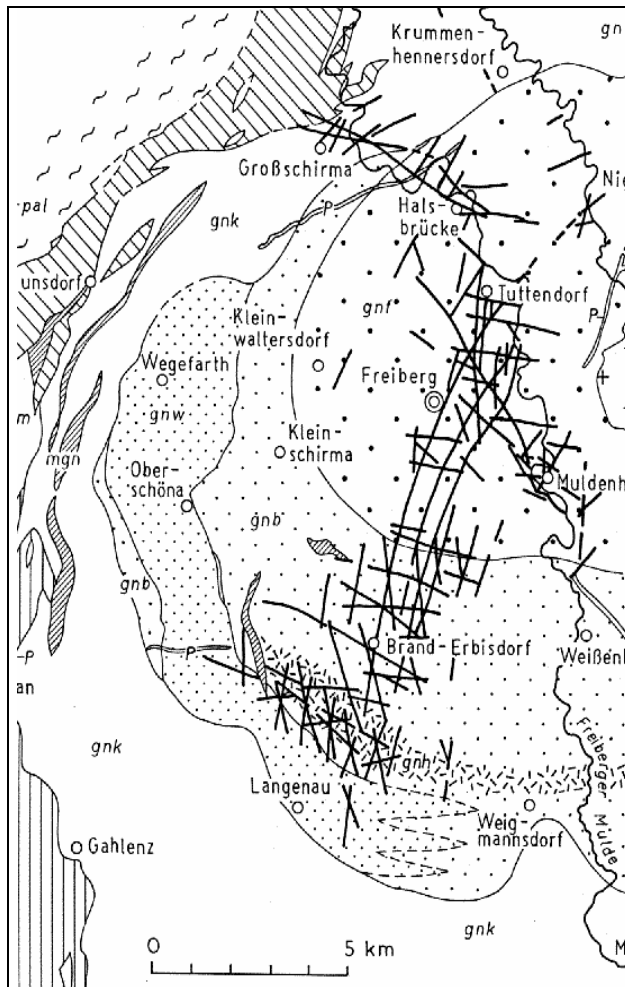 Krummen-
hennersdorf
gn
Großschirma
Nie
-pal
gnk
P
Hals-
brücke
unsdorf
Tuttendorf
gnf
Klein-
waltersdorf
P
Wegefarth
Freiberg
gnw
+
m
Klein-
schirma
mgn
Ober-
schöna
Muldenh
gnb
gnb
P
Brand-Erbisdorf
Weißenb
-P
an
gnk
gnh
Freiberger
Mulde
Langenau
Weig-
mannsdorf
Gahlenz
gnk
0 5 km
M